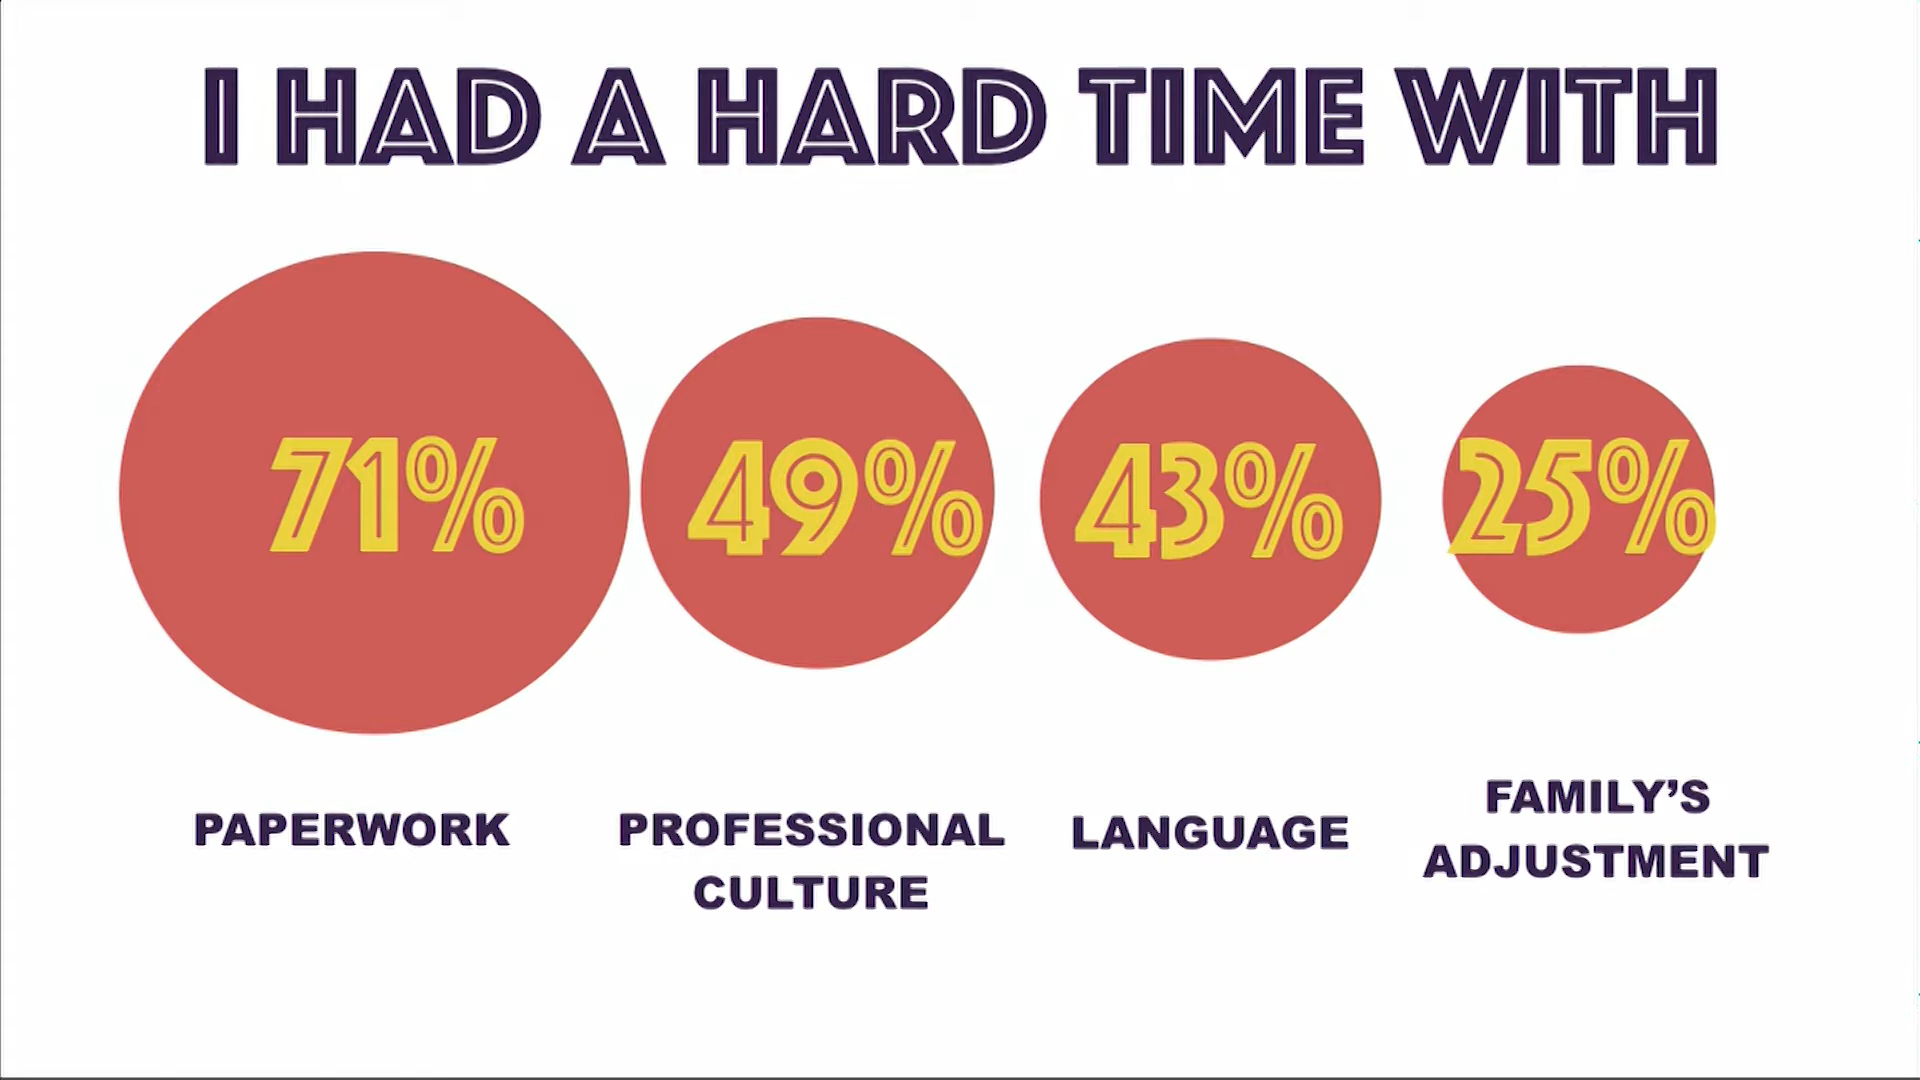 I HAD A HARD TIME WITH
71%
49%
43%
25%
PAPERWORK
PROFESSIONAL
CULTURE
LANGUAGE
FAMILY’S
ADJUSTMENT